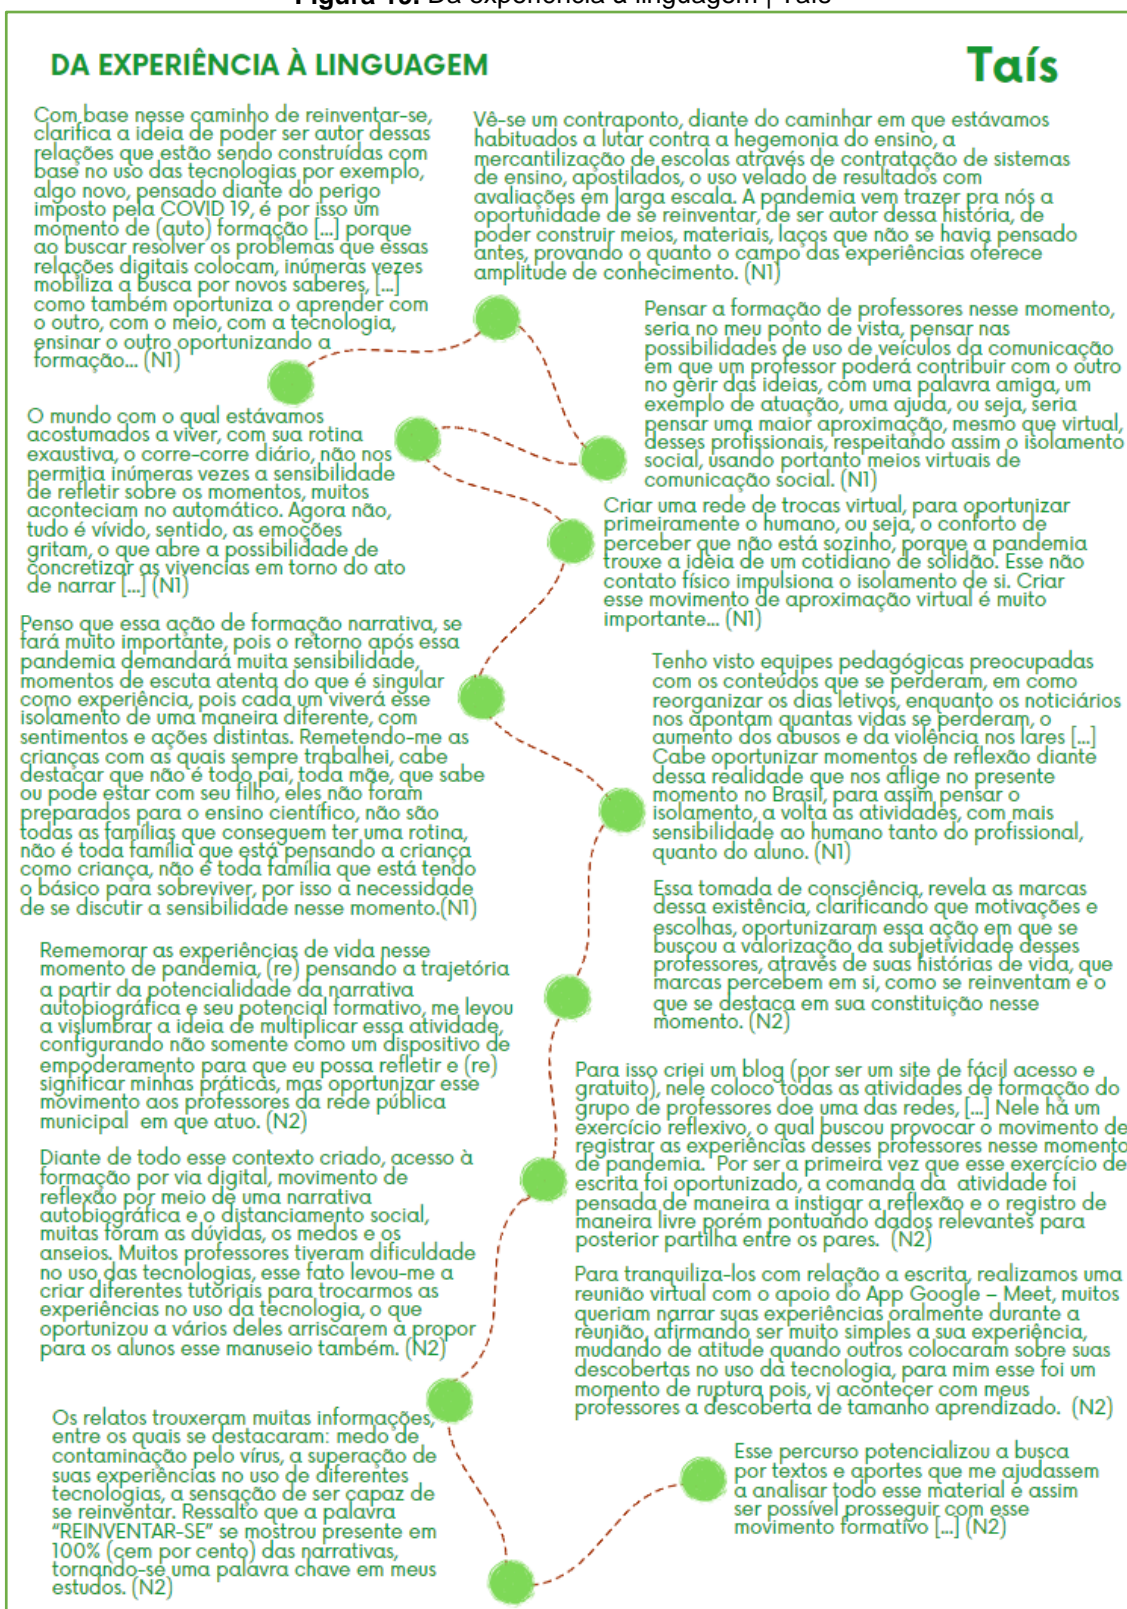 DA EXPERIÊNCIA À LINGUAGEM
Taís
Com base nesse caminho de reinventar-se,
clarifica a ideia de poder ser autor dessas
relações que estão sendo construídas com
base no uso das tecnologias por exemplo,
algo novo, pensado diante do perigo
imposto pela COVID 19, é por isso um
momento de (auto) formação [...] porque
ao buscar resolver os problemas que essas
relações digitais colocam, inúmeras vezes
mobiliza a busca por novos saberes, [...]
como também oportuniza o aprender com
o outro, com o meio, com a tecnologia,
ensinar o outro oportunizando a
formação... (N1)
Vê-se um contraponto, diante do caminhar em que estávamos
habituados a lutar contra a hegemonia do ensino, a
mercantilização de escolas através de contratação de sistemas
de ensino, apostilados, o uso velado de resultados com
avaliações em larga escala. A pandemia vem trazer pra nós a
oportunidade de se reinventar, de ser autor dessa história, de
poder construir meios, materiais, laços que não se havia pensado
antes, provando o quanto o campo das experiências oferece
amplitude de conhecimento. (N1)
Pensar a formação de professores nesse momento,
seria no meu ponto de vista, pensar nas
possibilidades de uso de veículos da comunicação
em que um professor poderá contribuir com o outro
no gerir das ideias, com uma palavra amiga, um
exemplo de atuação, uma ajuda, ou seja, seria
pensar uma maior aproximação, mesmo que virtual,
desses profissionais, respeitando assim o isolamento
social, usando portanto meios virtuais de
comunicação social. (N1)
O mundo com o qual estávamos
acostumados a viver, com sua rotina
exaustiva, o corre-corre diário, não nos
permitia inúmeras vezes a sensibilidade
de refletir sobre os momentos, muitos
aconteciam no automático. Agora não,
tudo é vívido, sentido, as emoções
gritam, o que abre a possibilidade de
concretizar as vivencias em torno do ato
de narrar [...] (N1)
Criar uma rede de trocas virtual, para oportunizar
primeiramente o humano, ou seja, o conforto de
perceber que não está sozinho, porque a pandemia
trouxe a ideia de um cotidiano de solidão. Esse não
contato físico impulsiona o isolamento de si. Criar
esse movimento de aproximação virtual é muito
importante... (N1)
Penso que essa ação de formação narrativa, se
fará muito importante, pois o retorno após essa
pandemia demandará muita sensibilidade,
momentos de escuta atenta do que é singular
como experiência, pois cada um viverá esse
isolamento de uma maneira diferente, com
sentimentos e ações distintas. Remetendo-me as
crianças com as quais sempre trabalhei, cabe
destacar que não é todo pai, toda mãe, que sabe
ou pode estar com seu filho, eles não foram
preparados para o ensino científico, não são
todas as famílias que conseguem ter uma rotina,
não é toda família que está pensando a criança
como criança, não é toda família que está tendo
o básico para sobreviver, por isso a necessidade
de se discutir a sensibilidade nesse momento.(N1)
Tenho visto equipes pedagógicas preocupadas
com os conteúdos que se perderam, em como
reorganizar os dias letivos, enquanto os noticiários
nos apontam quantas vidas se perderam, o
aumento dos abusos e da violência nos lares [...]
Cabe oportunizar momentos de reflexão diante
dessa realidade que nos aflige no presente
momento no Brasil, para assim pensar o
isolamento, a volta as atividades, com mais
sensibilidade ao humano tanto do profissional,
quanto do aluno. (N1)
Essa tomada de consciência, revela as marcas
dessa existência, clarificando que motivações e
escolhas, oportunizaram essa ação em que se
buscou a valorização da subjetividade desses
professores, através de suas histórias de vida, que
marcas percebem em si, como se reinventam e o
que se destaca em sua constituição nesse
momento. (N2)
Rememorar as experiências de vida nesse
momento de pandemia, (re) pensando a trajetória
a partir da potencialidade da narrativa
autobiográfica e seu potencial formativo, me levou
a vislumbrar a ideia de multiplicar essa atividade,
configurando não somente como um dispositivo de
empoderamento para que eu possa refletir e (re)
significar minhas práticas, mas oportunizar esse
movimento aos professores da rede pública
municipal em que atuo. (N2)
Para isso criei um blog (por ser um site de fácil acesso e
gratuito), nele coloco todas as atividades de formação do
grupo de professores doe uma das redes, [...] Nele há um
exercício reflexivo, o qual buscou provocar o movimento de
registrar as experiências desses professores nesse momento
de pandemia. Por ser a primeira vez que esse exercício de
escrita foi oportunizado, a comanda da atividade foi
pensada de maneira a instigar a reflexão e o registro de
maneira livre porém pontuando dados relevantes para
posterior partilha entre os pares. (N2)
Diante de todo esse contexto criado, acesso à
formação por via digital, movimento de
reflexão por meio de uma narrativa
autobiográfica e o distanciamento social,
muitas foram as dúvidas, os medos e os
anseios. Muitos professores tiveram dificuldade
no uso das tecnologias, esse fato levou-me a
criar diferentes tutoriais para trocarmos as
experiências no uso da tecnologia, o que
oportunizou a vários deles arriscarem a propor
para os alunos esse manuseio também. (N2)
Para tranquiliza-los com relação a escrita, realizamos uma
reunião virtual com o apoio do App Google – Meet, muitos
queriam narrar suas experiências oralmente durante a
reunião, afirmando ser muito simples a sua experiência,
mudando de atitude quando outros colocaram sobre suas
descobertas no uso da tecnologia, para mim esse foi um
momento de ruptura pois, vi acontecer com meus
professores a descoberta de tamanho aprendizado. (N2)
Os relatos trouxeram muitas informações,
entre os quais se destacaram: medo de
contaminação pelo vírus, a superação de
suas experiências no uso de diferentes
tecnologias, a sensação de ser capaz de
se reinventar. Ressalto que a palavra
“REINVENTAR-SE” se mostrou presente em
100% (cem por cento) das narrativas,
tornando-se uma palavra chave em meus
estudos. (N2)
Esse percurso potencializou a busca
por textos e aportes que me ajudassem
a analisar todo esse material e assim
ser possível prosseguir com esse
movimento formativo [...] (N2)